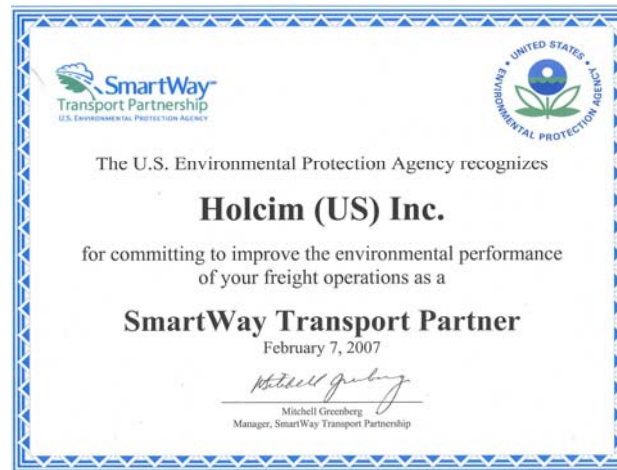 SmartWay℠
Transport Partnership
U.S. ENVIRONMENTAL PROTECTION AGENCY
UNITED STATES • ENVIRONMENTAL PROTECTION AGENCY •
The U.S. Environmental Protection Agency recognizes
Holcim (US) Inc.
for committing to improve the environmental performance
of your freight operations as a
SmartWay Transport Partner
February 7, 2007
Mitchell Greenberg
Mitchell Greenberg
Manager, SmartWay Transport Partnership